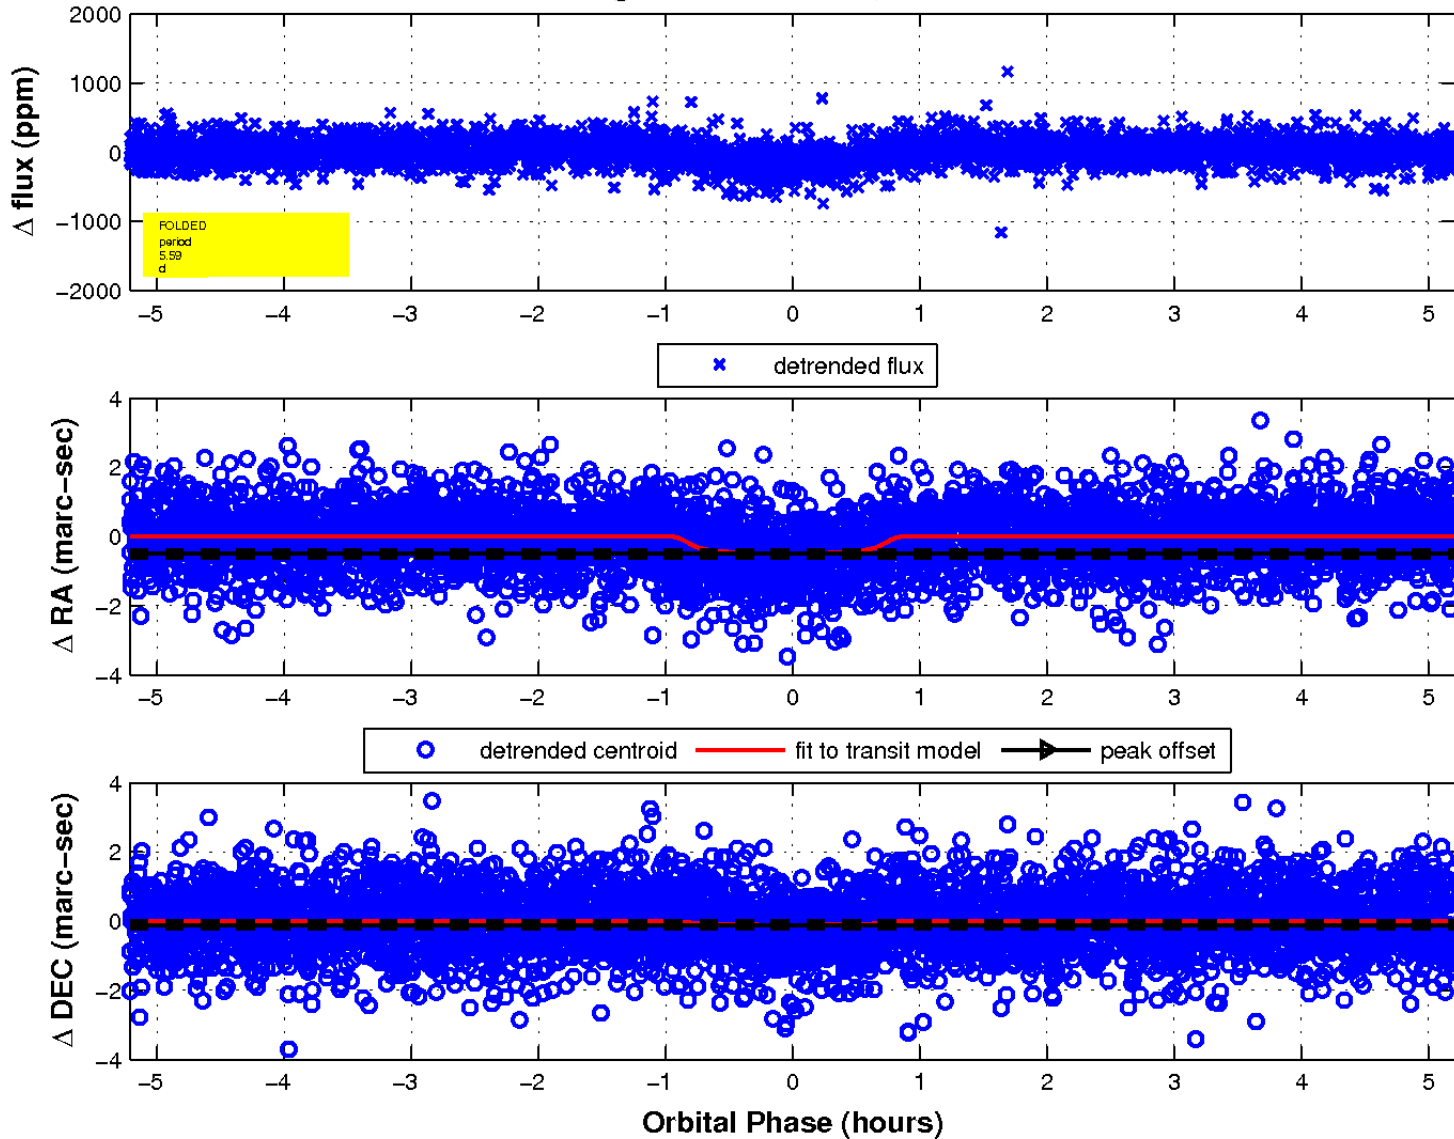 2000
1000
0
−1000
−2000
Δ flux (ppm)
FOLDED
period
5.59
d
−5 −4 −3 −2 −1 0 1 2 3 4 5
detrended flux
4
2
0
−2
−4
Δ RA (marc−sec)
−5 −4 −3 −2 −1 0 1 2 3 4 5
detrended centroid fit to transit model peak offset
4
2
0
−2
−4
Δ DEC (marc−sec)
−5 −4 −3 −2 −1 0 1 2 3 4 5
Orbital Phase (hours)